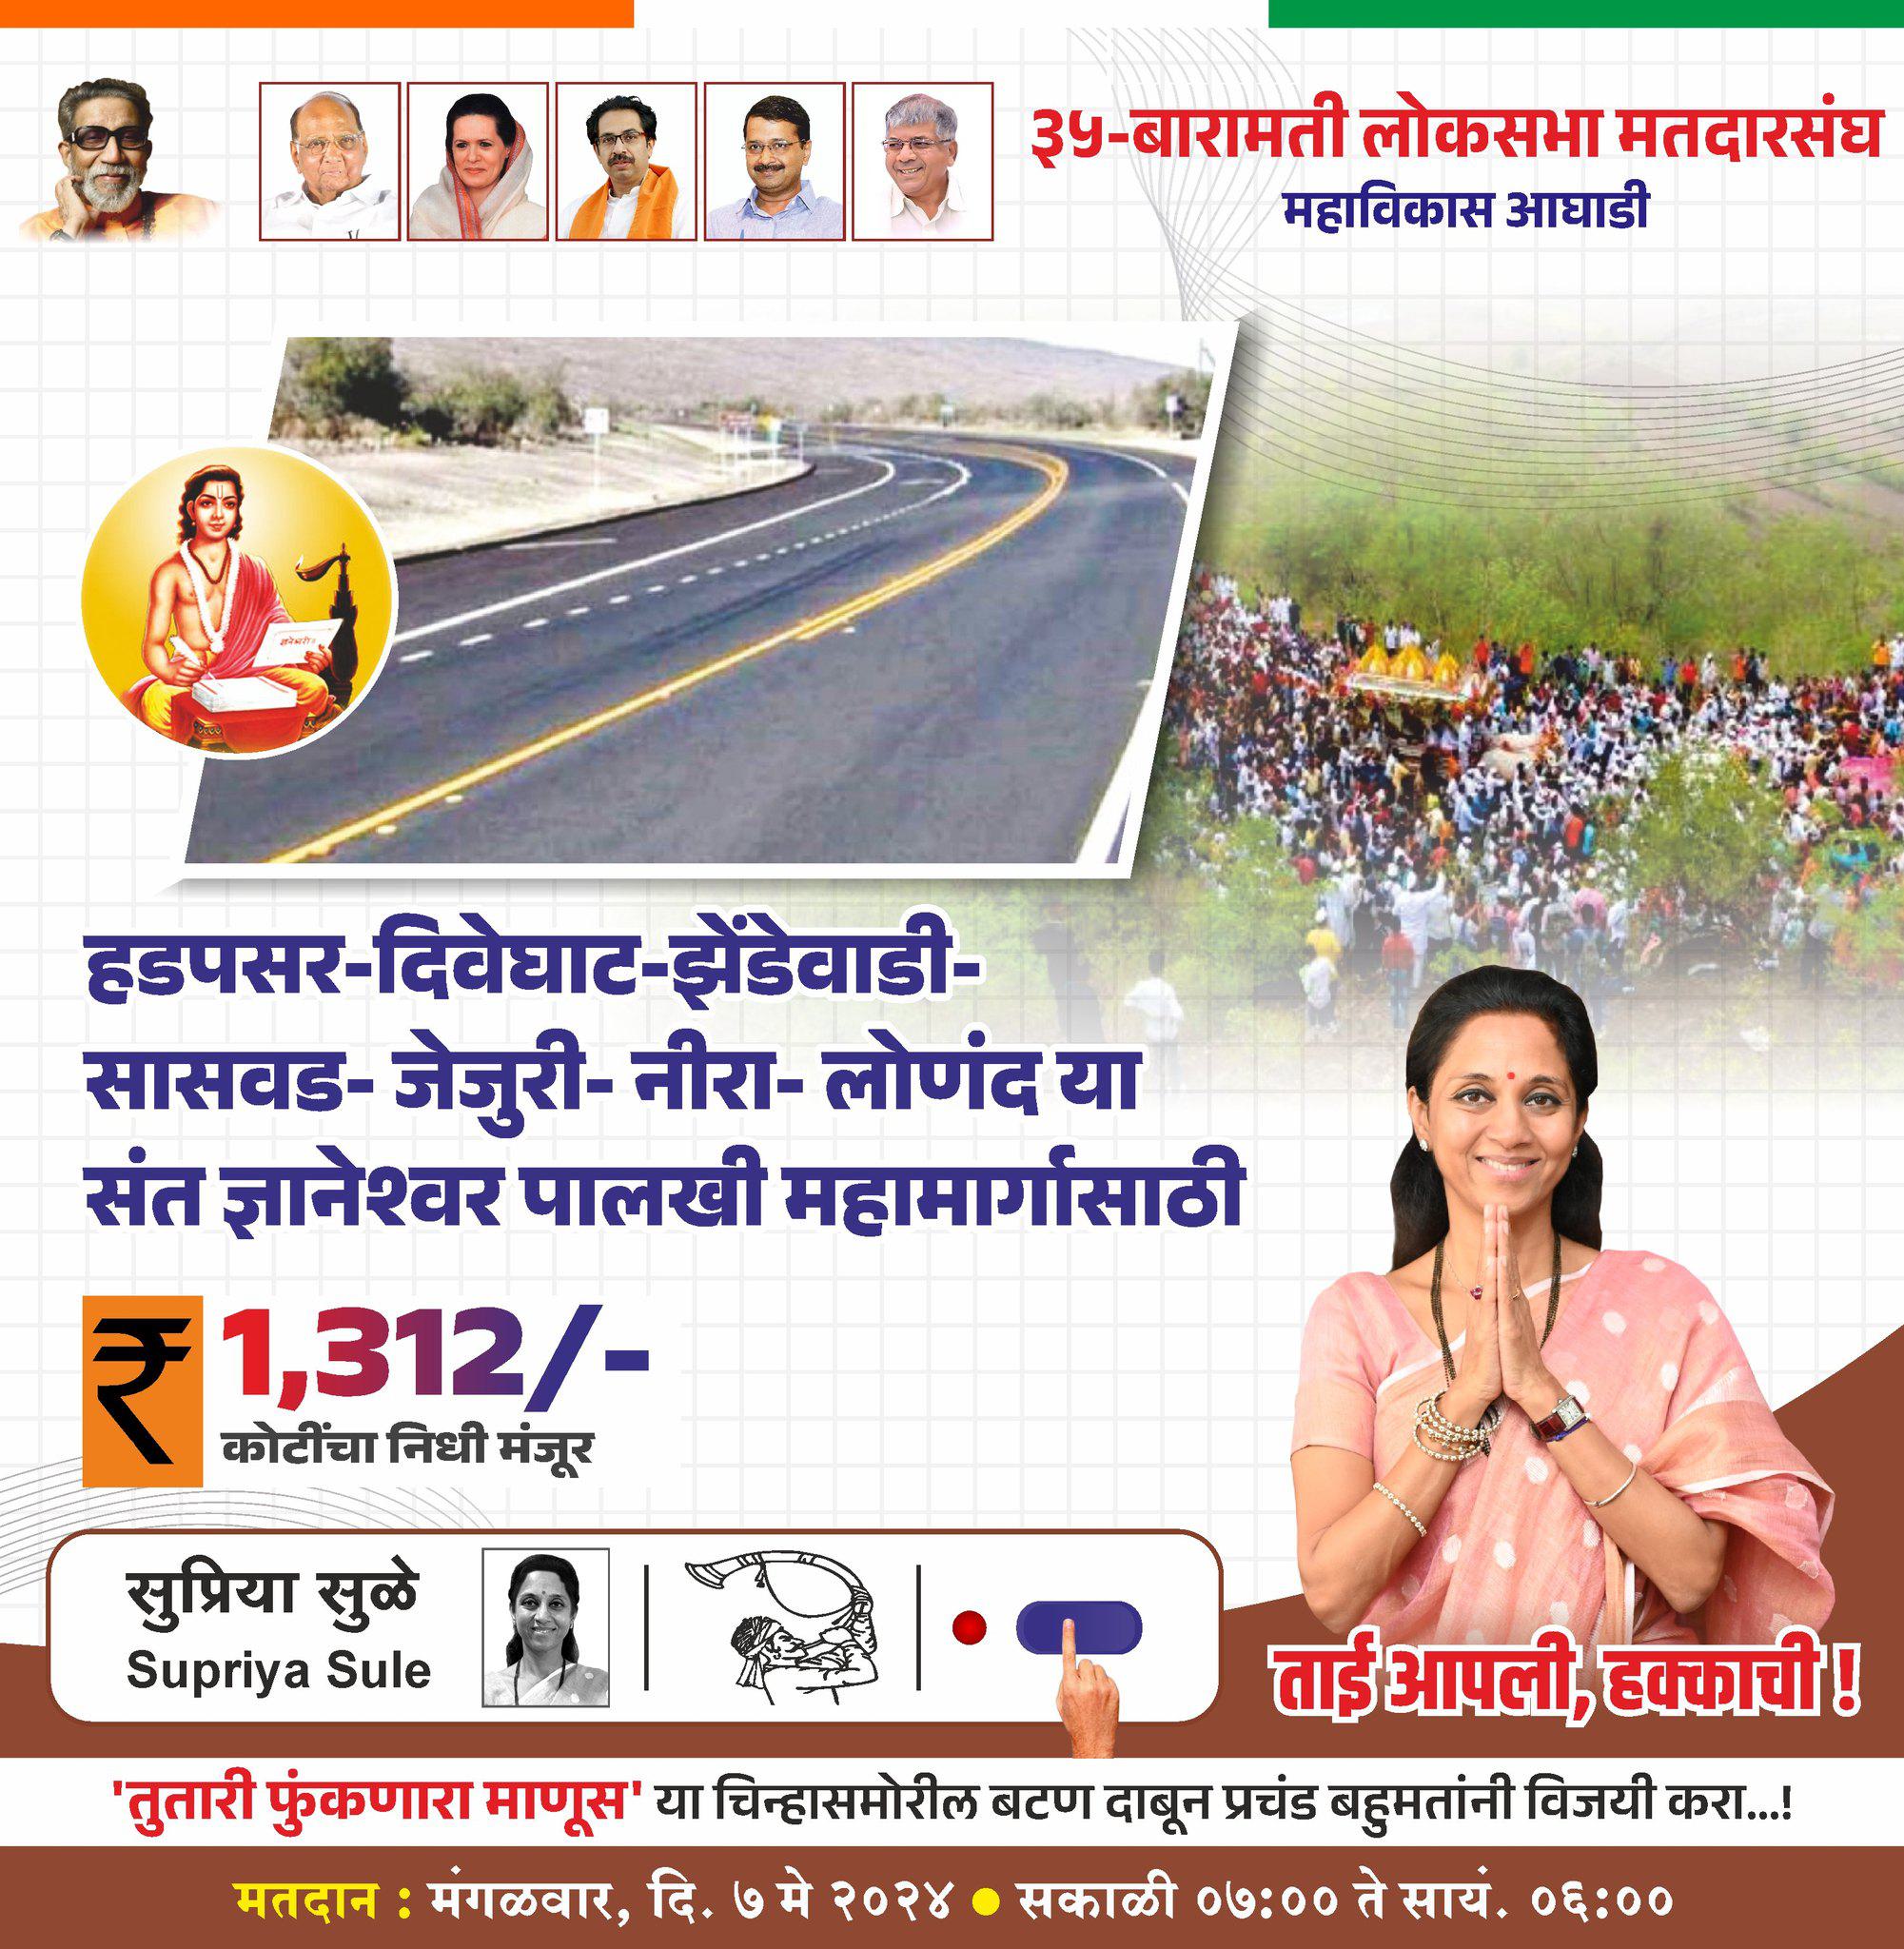 ३५-बारामती लोकसभा मतदारसंघ
महाविकास आघाडी
हडपसर-दिवेघाट-झेंडेवाडी-
सासवड- जेजुरी- नीरा- लोणंद या
संत ज्ञानेश्वर पालखी महामार्गासाठी
₹ 1,312/-
कोटींचा निधी मंजूर
सुप्रिया सुळे
Supriya Sule
ताई आपली, हक्काची !
'तुतारी फुंकणारा माणूस' या चिन्हासमोरील बटण दाबून प्रचंड बहुमतांनी विजयी करा...!
मतदान : मंगळवार, दि. ७ मे २०२४ ● सकाळी ०७:०० ते सायं. ०६:००